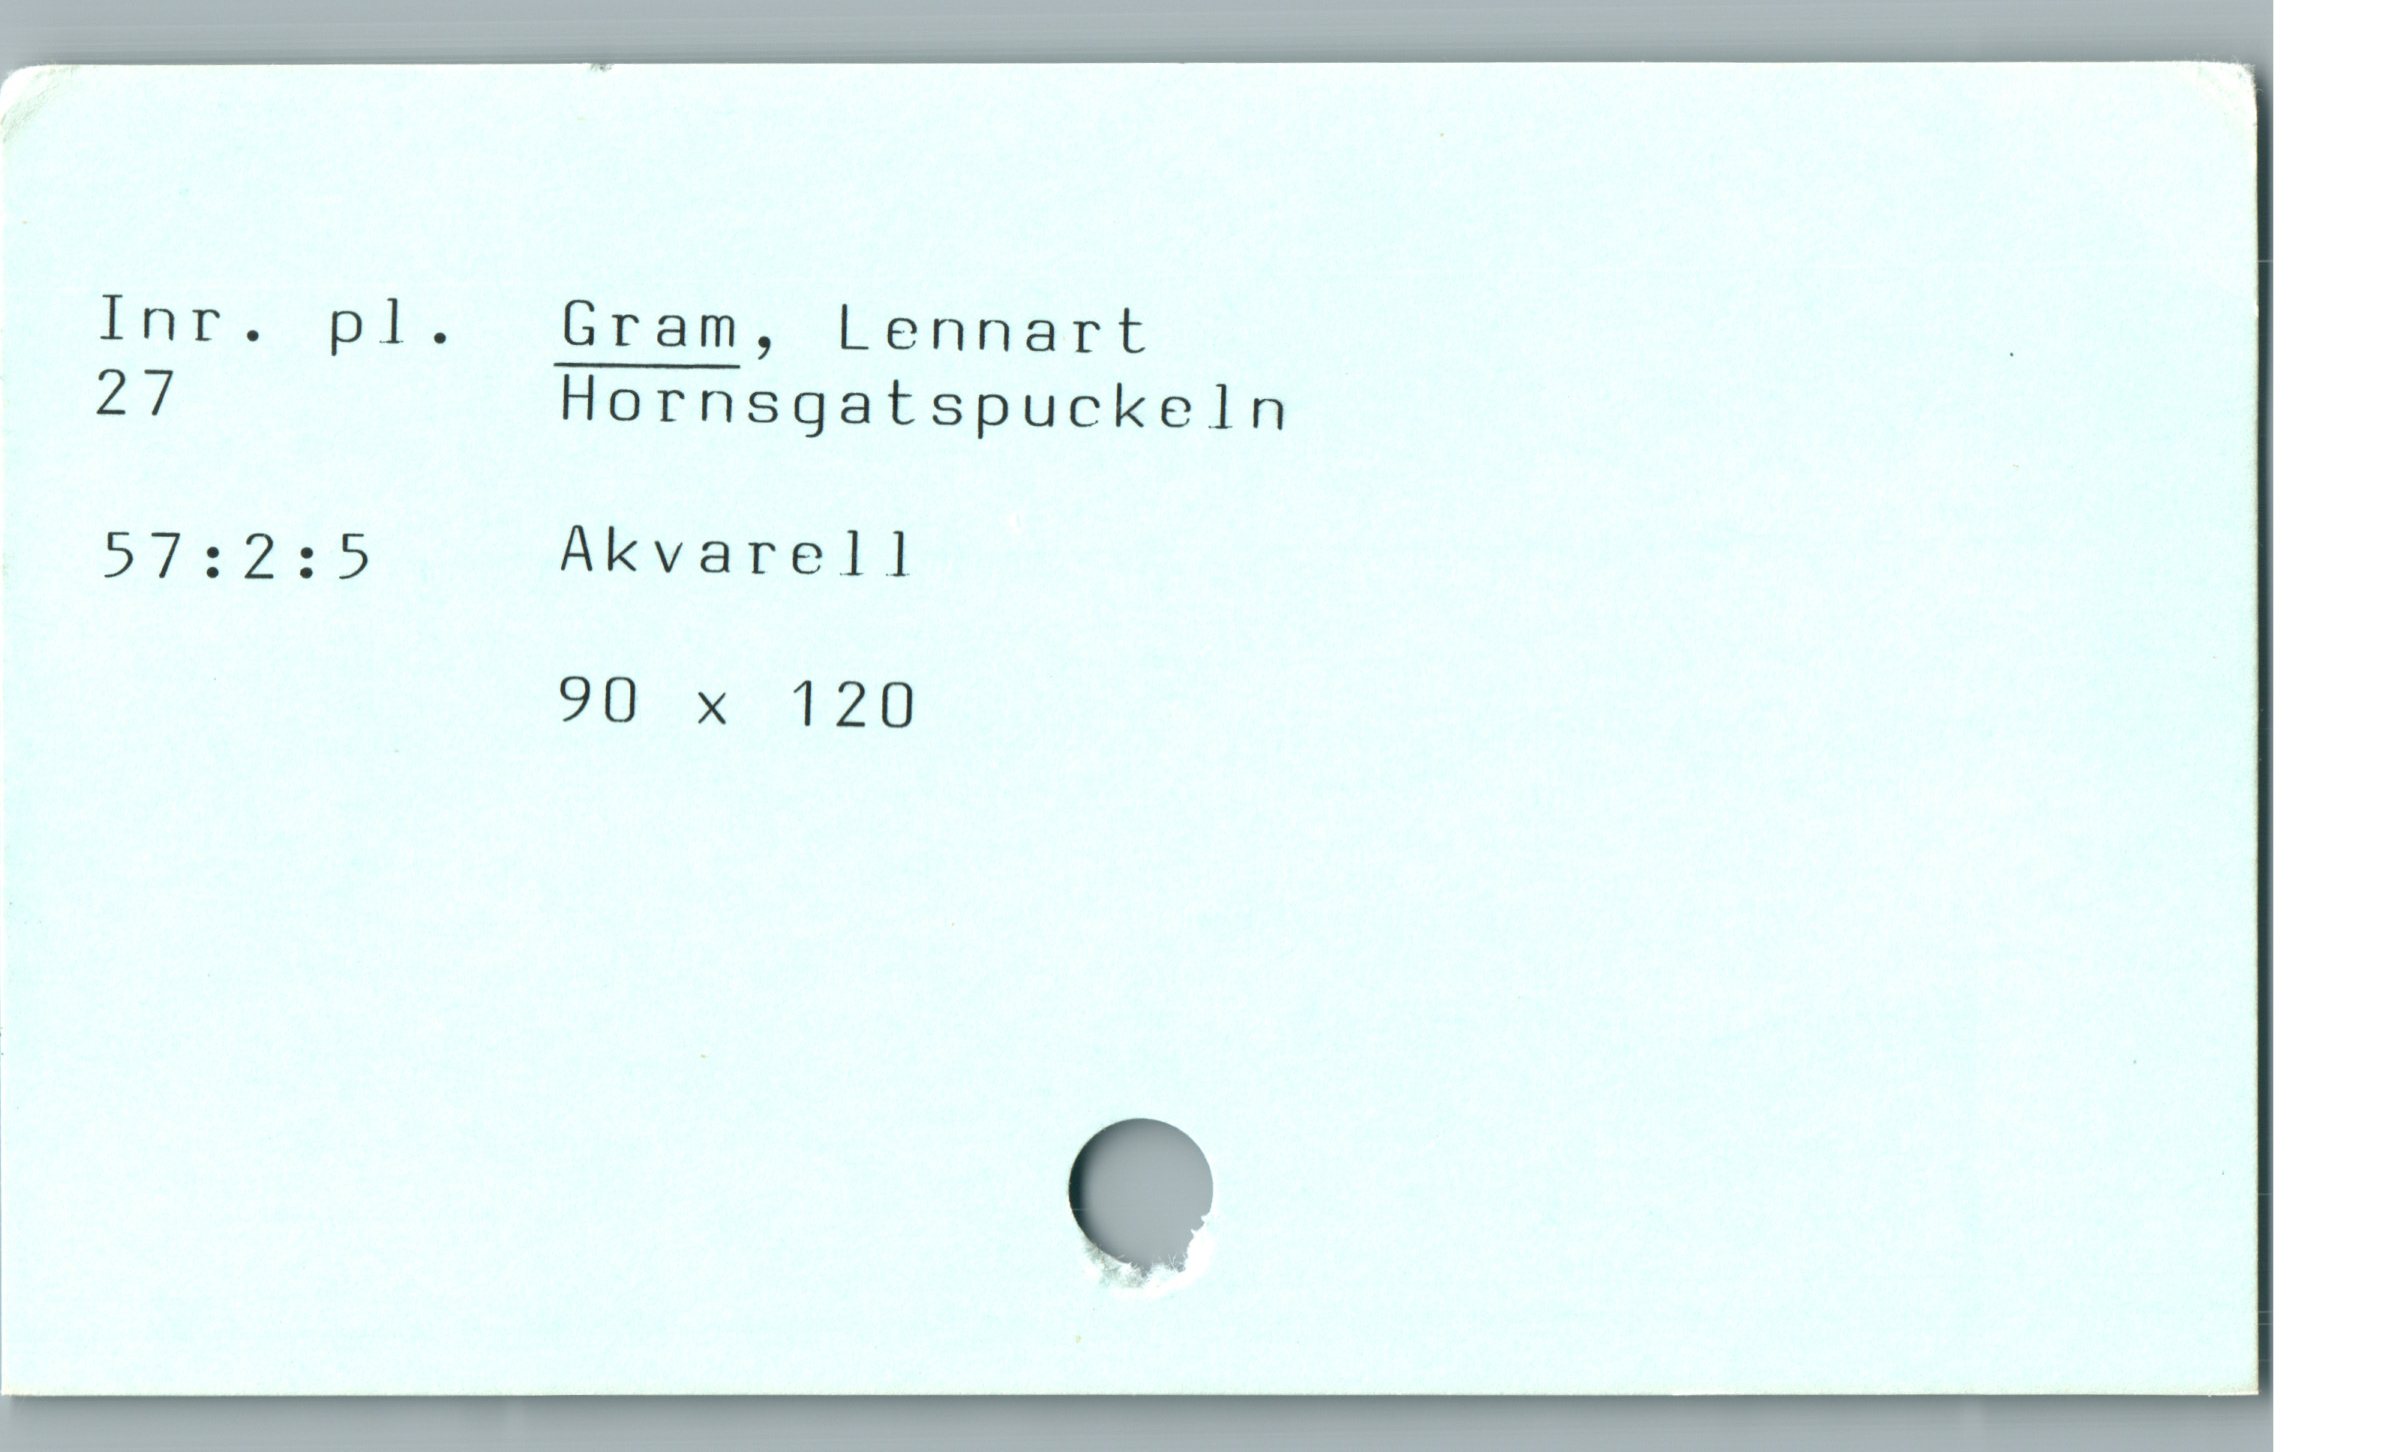 Inr. pl. Gram, Lennart
27 Hornsgatspuckeln
57:2:5 Akvarell
90 x 120